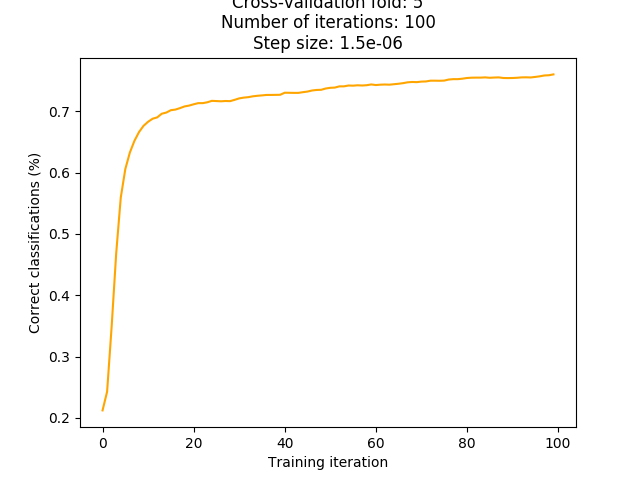 Cross-validation fold: 5
Number of iterations: 100
Step size: 1.5e-06
0.7
0.6
0.5
0.4
0.3
0.2
Correct classifications (%)
0 20 40 60 80 100
Training iteration